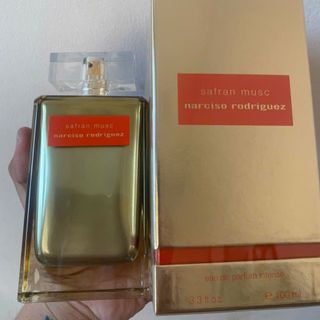 safran musc
narciso rodriguez
safran musc
narciso rodriguez
eau de parfum intense
3.3 fl.oz.
100 ml